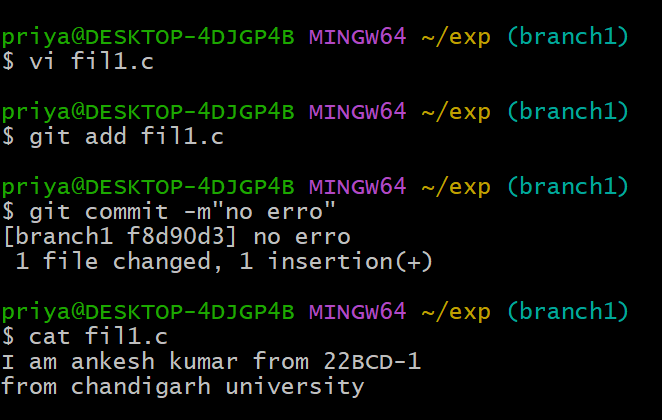 priya@DESKTOP-4DJGP4B MINGW64 ~/exp (branch1)
$ vi fil1.c
priya@DESKTOP-4DJGP4B MINGW64 ~/exp (branch1)
$ git add fil1.c
priya@DESKTOP-4DJGP4B MINGW64 ~/exp (branch1)
$ git commit -m"no erro"
[branch1 f8d90d3] no erro
 1 file changed, 1 insertion(+)
priya@DESKTOP-4DJGP4B MINGW64 ~/exp (branch1)
$ cat fil1.c
I am ankesh kumar from 22BCD-1
from chandigarh university